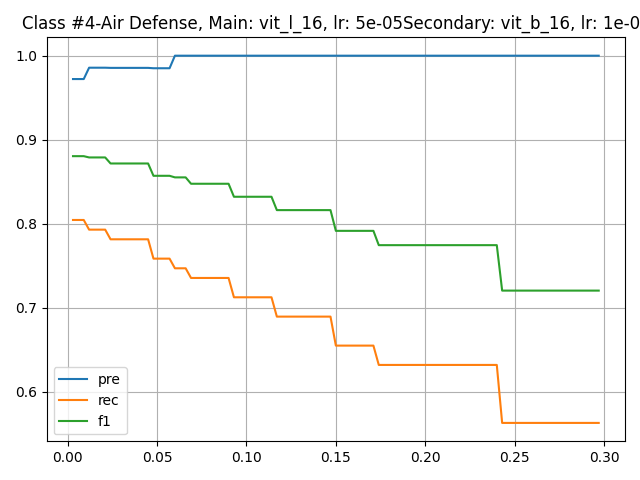 Class #4-Air Defense, Main: vit_l_16, lr: 5e-05Secondary: vit_b_16, lr: 1e-0
1.0
0.9
0.8
0.7
0.6
pre
rec
f1
0.00 0.05 0.10 0.15 0.20 0.25 0.30